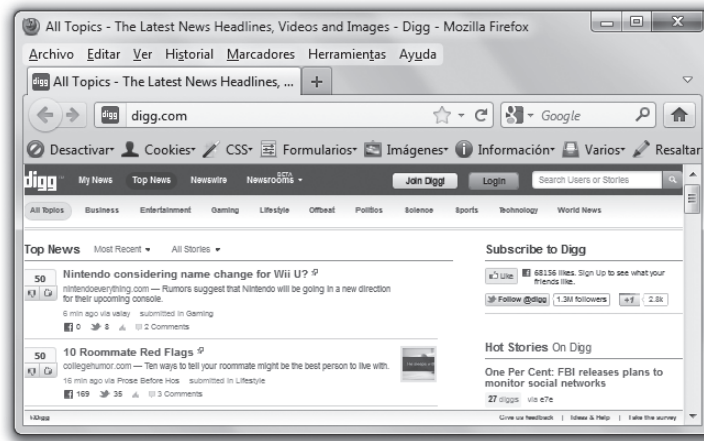 All Topics - The Latest News Headlines, Videos and Images - Digg - Mozilla Firefox
Archivo Editar Ver Historial Marcadores Herramientas Ayuda
digg All Topics - The Latest News Headlines, ... +
digg digg.com Google
Desactivar Cookies CSS Formularios Imágenes Información Varios Resaltar
digg My News Top News Newswire Newsrooms BETA Join Digg! Login Search Users or Stories
All Topics Business Entertainment Gaming Lifestyle Offbeat Politics Science Sports Technology World News
Top News Most Recent All Stories
50
Nintendo considering name change for Wii U?
nintendoeverything.com — Rumors suggest that Nintendo will be going in a new direction
for their upcoming console.
6 min ago via valay submitted in Gaming
0 8 2 Comments
50
10 Roommate Red Flags
collegehumor.com — Ten ways to tell your roommate might be the best person to live with.
16 min ago via Prose Before Hos submitted in Lifestyle
169 35 3 Comments
Subscribe to Digg
Like 68156 likes. Sign Up to see what your
friends like.
Follow @digg 1.3M followers +1 2.8k
Hot Stories On Digg
One Per Cent: FBI releases plans to
monitor social networks
27 diggs via e7e
Give us feedback | Ideas & Help | Take the survey